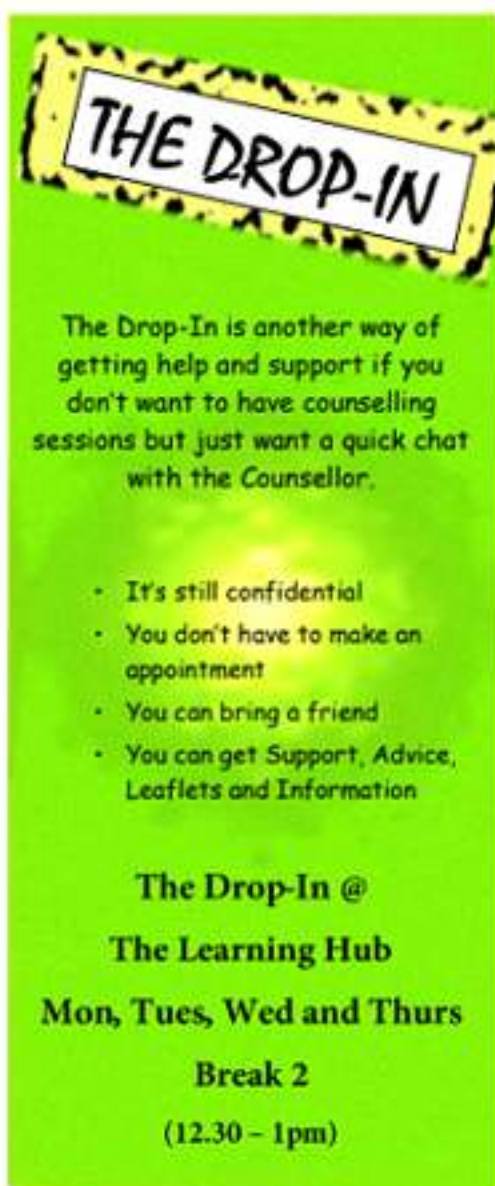 THE DROP-IN
The Drop-In is another way of
getting help and support if you
don't want to have counselling
sessions but just want a quick chat
with the Counsellor.
• It's still confidential
• You don't have to make an
appointment
• You can bring a friend
• You can get Support, Advice,
Leaflets and Information
The Drop-In @
The Learning Hub
Mon, Tues, Wed and Thurs
Break 2
(12.30 – 1pm)